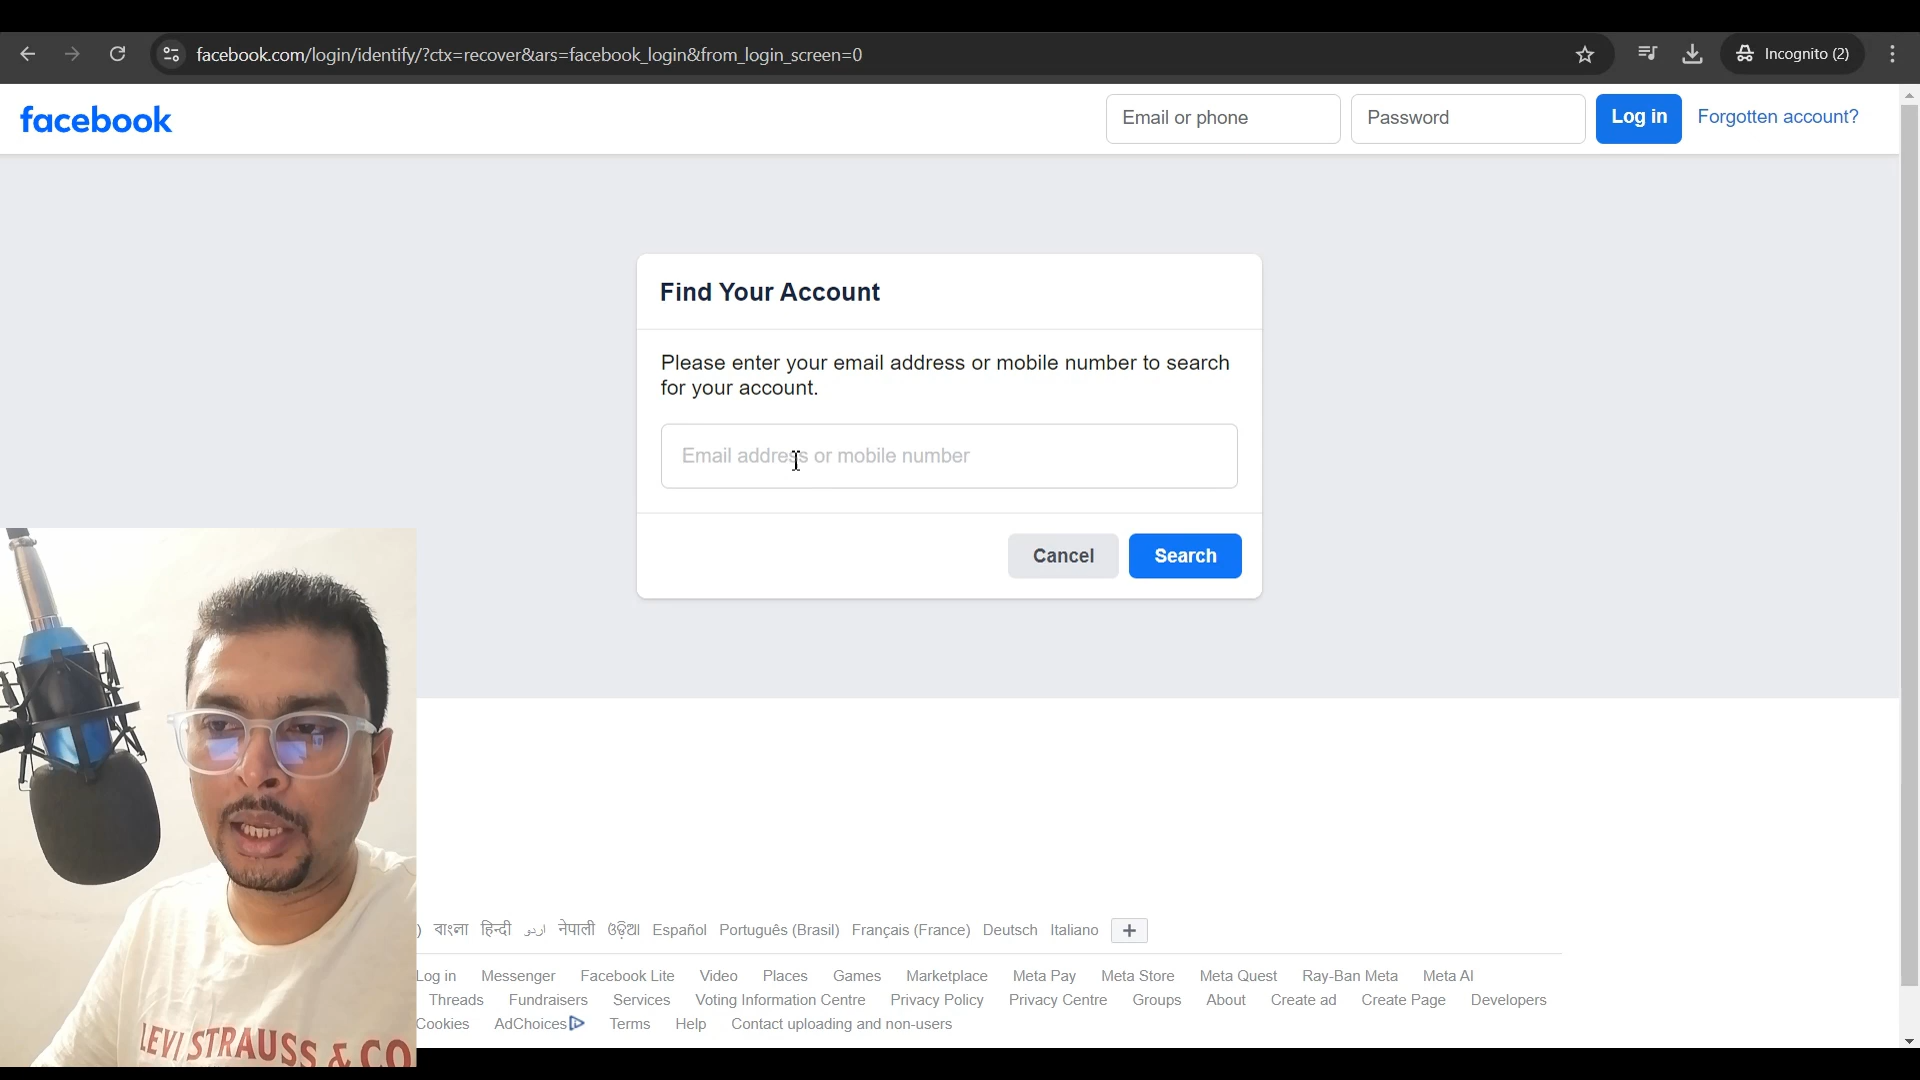 facebook.com/login/identify/?ctx=recover&ars=facebook_login&from_login_screen=0
Incognito (2)
facebook
Email or phone
Password
Log in
Forgotten account?
Find Your Account
Please enter your email address or mobile number to search
for your account.
Email address or mobile number
Cancel
Search
) বাংলা हिन्दी اردو नेपाली ଓଡ଼ିଆ Español Português (Brasil) Français (France) Deutsch Italiano +
Log in Messenger Facebook Lite Video Places Games Marketplace Meta Pay Meta Store Meta Quest Ray-Ban Meta Meta AI
Threads Fundraisers Services Voting Information Centre Privacy Policy Privacy Centre Groups About Create ad Create Page Developers
Cookies AdChoices Terms Help Contact uploading and non-users
LEVI STRAUSS & CO